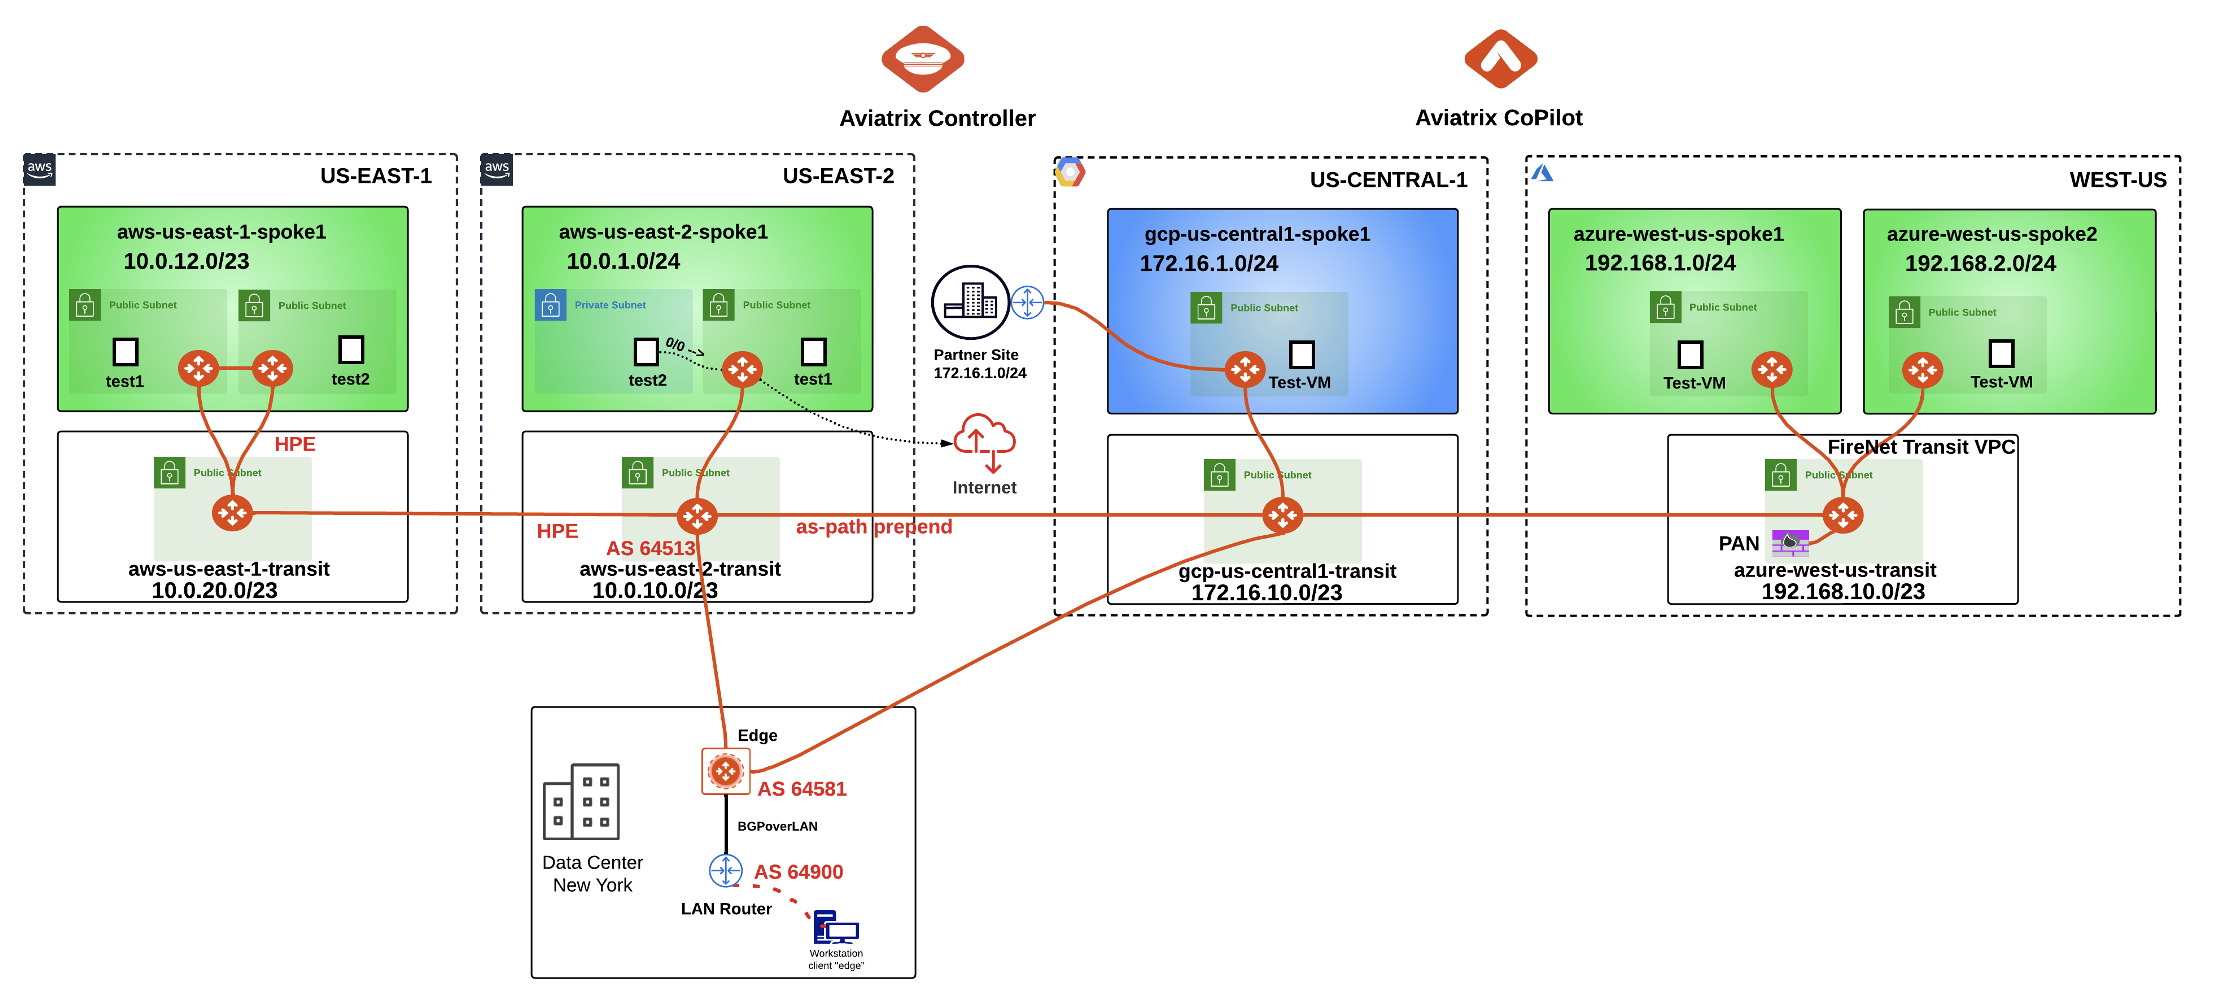 Aviatrix Controller
Aviatrix CoPilot
aws
US-EAST-1
aws-us-east-1-spoke1
10.0.12.0/23
Public Subnet
Public Subnet
test1
test2
HPE
Public Subnet
aws-us-east-1-transit
10.0.20.0/23
aws
US-EAST-2
aws-us-east-2-spoke1
10.0.1.0/24
Private Subnet
Public Subnet
0/0 -->
test2
test1
Public Subnet
HPE
as-path prepend
AS 64513
aws-us-east-2-transit
10.0.10.0/23
Partner Site
172.16.1.0/24
Internet
US-CENTRAL-1
gcp-us-central1-spoke1
172.16.1.0/24
Public Subnet
Test-VM
Public Subnet
gcp-us-central1-transit
172.16.10.0/23
WEST-US
azure-west-us-spoke1
192.168.1.0/24
Public Subnet
Test-VM
azure-west-us-spoke2
192.168.2.0/24
Public Subnet
Test-VM
FireNet Transit VPC
Public Subnet
PAN
azure-west-us-transit
192.168.10.0/23
Edge
AS 64581
BGPoverLAN
Data Center
New York
AS 64900
LAN Router
Workstation
client "edge"